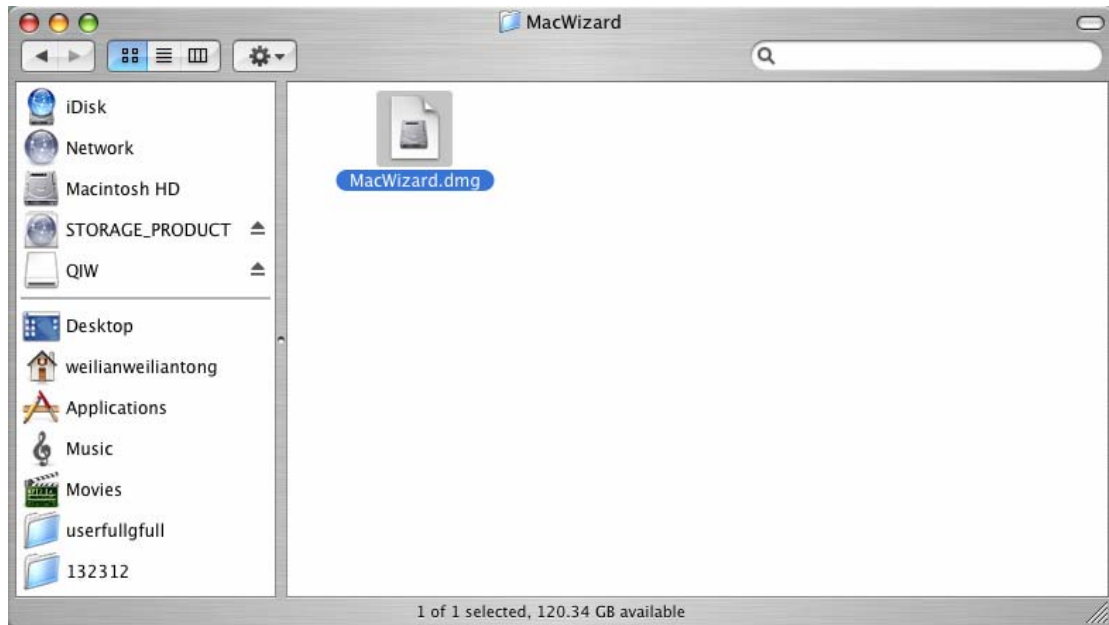 MacWizard
iDisk
Network
Macintosh HD
STORAGE_PRODUCT
QIW
Desktop
weilianweiliantong
Applications
Music
Movies
userfullgfull
132312
MacWizard.dmg
1 of 1 selected, 120.34 GB available